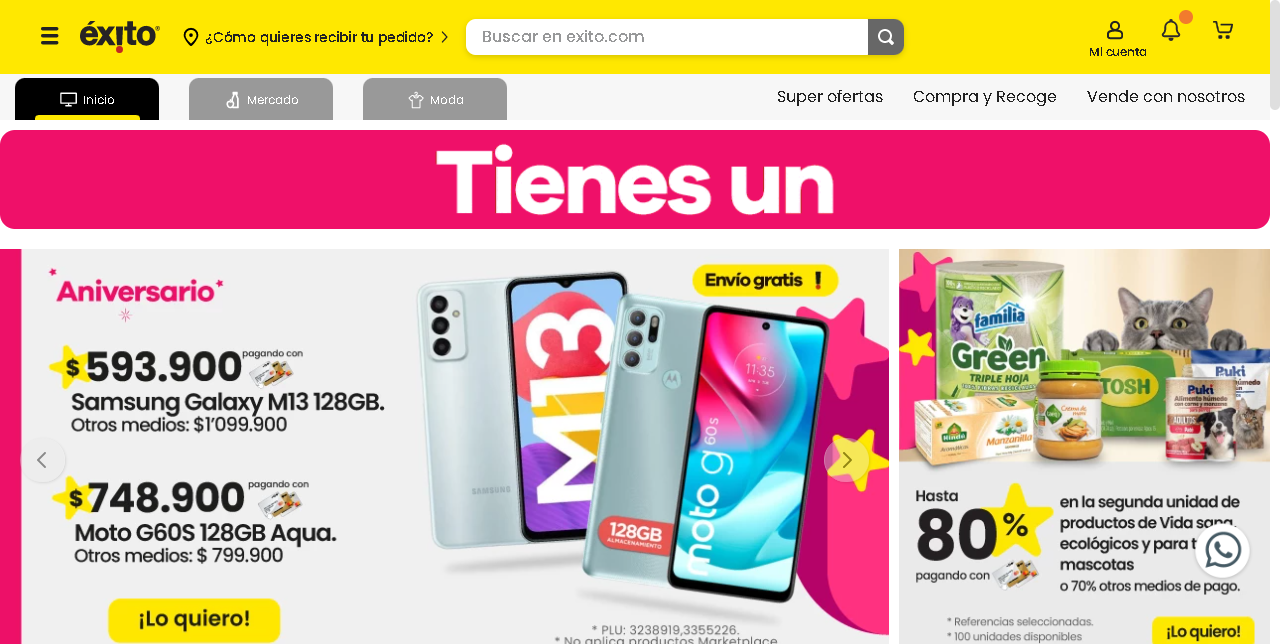 éxito
¿Cómo quieres recibir tu pedido?
Buscar en exito.com
Mi cuenta
Inicio
Mercado
Moda
Super ofertas
Compra y Recoge
Vende con nosotros
Tienes un
Aniversario
$ 593.900 pagando con
Samsung Galaxy M13 128GB.
Otros medios: $1'099.900
$ 748.900 pagando con
Moto G60S 128GB Aqua.
Otros medios: $ 799.900
¡Lo quiero!
Envío gratis !
M13
SAMSUNG
11:35
moto g 60s
128GB
ALMACENAMIENTO
* PLU: 3238919,3355226.
* No aplica productos Marketplace
familia
Green
TRIPLE HOJA
TOSH
Puki
Puki
Alimento húmedo
ADULTOS
Manzanilla
Hasta
80%
pagando con
en la segunda unidad de
productos de Vida sana,
ecológicos y para t
mascotas
o 70% otros medios de pago.
* Referencias seleccionadas.
* 100 unidades disponibles
¡Lo quiero!